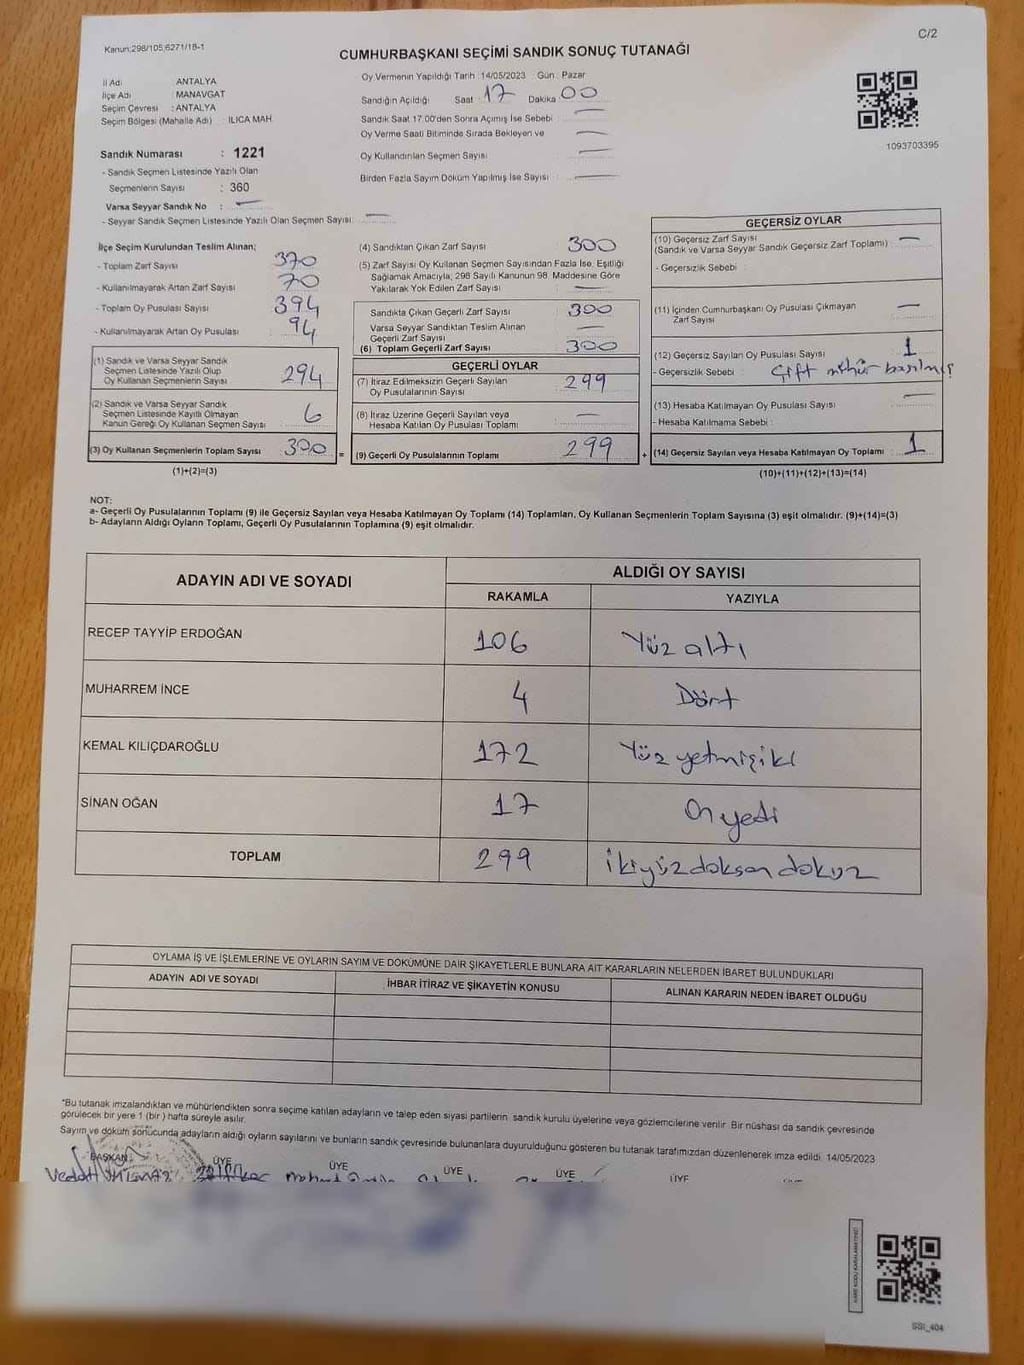 Kanun:298/105,6271/18-1
C/2
CUMHURBAŞKANI SEÇİMİ SANDIK SONUÇ TUTANAĞI
İl Adı : ANTALYA
İlçe Adı : MANAVGAT
Seçim Çevresi : ANTALYA
Seçim Bölgesi (Mahalle Adı) : ILICA MAH.
Sandık Numarası : 1221
- Sandık Seçmen Listesinde Yazılı Olan
Seçmenlerin Sayısı : 360
Varsa Seyyar Sandık No : —
- Seyyar Sandık Seçmen Listesinde Yazılı Olan Seçmen Sayısı: —
Oy Vermenin Yapıldığı Tarih :14/05/2023 Gün : Pazar
Sandığın Açıldığı Saat : 17 Dakika 00
Sandık Saat 17.00'den Sonra Açımış İse Sebebi : —
Oy Verme Saati Bitiminde Sırada Bekleyen ve —
Oy Kullandırılan Seçmen Sayısı : —
Birden Fazla Sayım Döküm Yapılmış İse Sayısı : —
1093703395
İlçe Seçim Kurulundan Teslim Alınan;
- Toplam Zarf Sayısı : 370
- Kullanılmayarak Artan Zarf Sayısı : 70
- Toplam Oy Pusulası Sayısı : 394
- Kullanılmayarak Artan Oy Pusulası : 94
(1) Sandık ve Varsa Seyyar Sandık
Seçmen Listesinde Yazılı Olup
Oy Kullanan Seçmenlerin Sayısı : 294
(2) Sandık ve Varsa Seyyar Sandık
Seçmen Listesinde Kayıtlı Olmayan
Kanun Gereği Oy Kullanan Seçmen Sayısı : 6
(3) Oy Kullanan Seçmenlerin Toplam Sayısı : 300
=
(1)+(2)=(3)
(4) Sandıktan Çıkan Zarf Sayısı : 300
(5) Zarf Sayısı Oy Kullanan Seçmen Sayısından Fazla İse, Eşitliği
Sağlamak Amacıyla, 298 Sayılı Kanunun 98. Maddesine Göre
Yakılarak Yok Edilen Zarf Sayısı : —
Sandıkta Çıkan Geçerli Zarf Sayısı : 300
Varsa Seyyar Sandıktan Teslim Alınan
Geçerli Zarf Sayısı : —
(6) Toplam Geçerli Zarf Sayısı : 300
GEÇERLİ OYLAR
(7) İtiraz Edilmeksizin Geçerli Sayılan
Oy Pusulalarının Sayısı : 299
(8) İtiraz Üzerine Geçerli Sayılan veya
Hesaba Katılan Oy Pusulası Toplamı : —
(9) Geçerli Oy Pusulalarının Toplamı : 299
+
GEÇERSİZ OYLAR
(10) Geçersiz Zarf Sayısı : —
(Sandık ve Varsa Seyyar Sandık Geçersiz Zarf Toplamı)
- Geçersizlik Sebebi :
(11) İçinden Cumhurbaşkanı Oy Pusulası Çıkmayan
Zarf Sayısı : —
(12) Geçersiz Sayılan Oy Pusulası Sayısı : 1
- Geçersizlik Sebebi : Çift mühür basılmış
(13) Hesaba Katılmayan Oy Pusulası Sayısı : —
- Hesaba Katılmama Sebebi :
(14) Geçersiz Sayılan veya Hesaba Katılmayan Oy Toplamı : 1
(10)+(11)+(12)+(13)=(14)
NOT:
a- Geçerli Oy Pusulalarının Toplamı (9) ile Geçersiz Sayılan veya Hesaba Katılmayan Oy Toplamı (14) Toplamları, Oy Kullanan Seçmenlerin Toplam Sayısına (3) eşit olmalıdır. (9)+(14)=(3)
b- Adayların Aldığı Oyların Toplamı, Geçerli Oy Pusulalarının Toplamına (9) eşit olmalıdır.
ADAYIN ADI VE SOYADI
ALDIĞI OY SAYISI
RAKAMLA YAZIYLA
RECEP TAYYİP ERDOĞAN 106 Yüz altı
MUHARREM İNCE 4 Dört
KEMAL KILIÇDAROĞLU 172 Yüz yetmişiki
SİNAN OĞAN 17 On yedi
TOPLAM 299 ikiyüzdoksan dokuz
OYLAMA İŞ VE İŞLEMLERİNE VE OYLARIN SAYIM VE DÖKÜMÜNE DAİR ŞİKAYETLERLE BUNLARA AİT KARARLARIN NELERDEN İBARET BULUNDUKLARI
ADAYIN ADI VE SOYADI İHBAR İTİRAZ VE ŞİKAYETİN KONUSU ALINAN KARARIN NEDEN İBARET OLDUĞU
*Bu tutanak imzalandıktan ve mühürlendikten sonra seçime katılan adayların ve talep eden siyasi partilerin sandık kurulu üyelerine veya gözlemcilerine verilir. Bir nüshası da sandık çevresinde
görülecek bir yere 1 (bir) hafta süreyle asılır.
Sayım ve döküm sonucunda adayların aldığı oyların sayılarını ve bunların sandık çevresinde bulunanlara duyurulduğunu gösteren bu tutanak tarafımızdan düzenlenerek imza edildi. 14/05/2023
BAŞKAN ÜYE ÜYE ÜYE ÜYE ÜYE
SSI_404